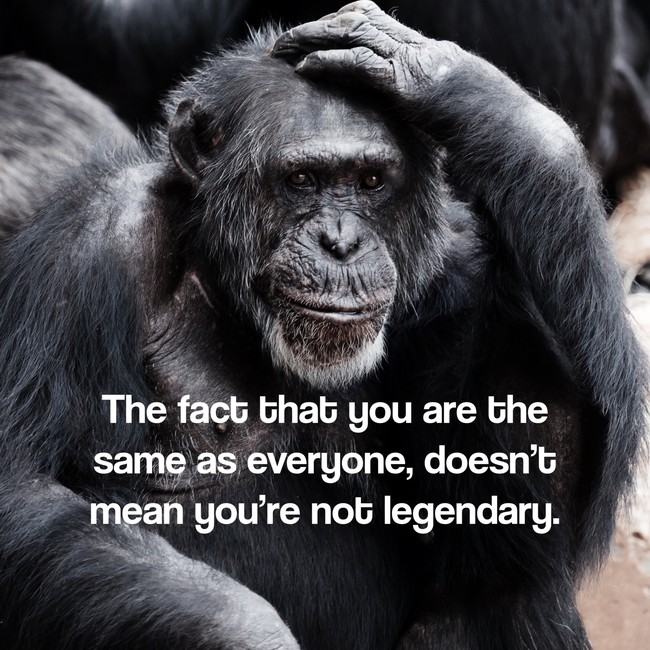 The fact that you are the
same as everyone, doesn't
mean you're not legendary.